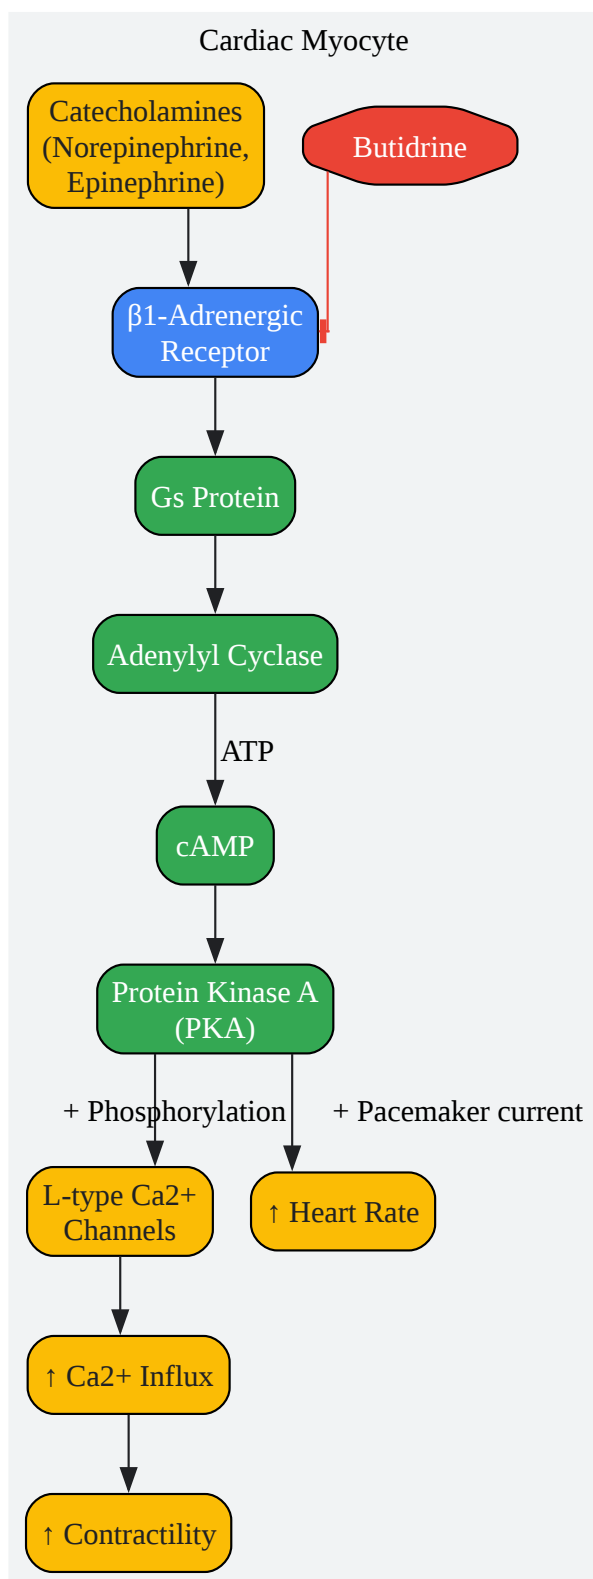 Cardiac Myocyte
Catecholamines
(Norepinephrine,
Epinephrine)
Butidrine
β1-Adrenergic
Receptor
Gs Protein
Adenylyl Cyclase
ATP
cAMP
Protein Kinase A
(PKA)
+ Phosphorylation
+ Pacemaker current
L-type Ca2+
Channels
↑ Heart Rate
↑ Ca2+ Influx
↑ Contractility